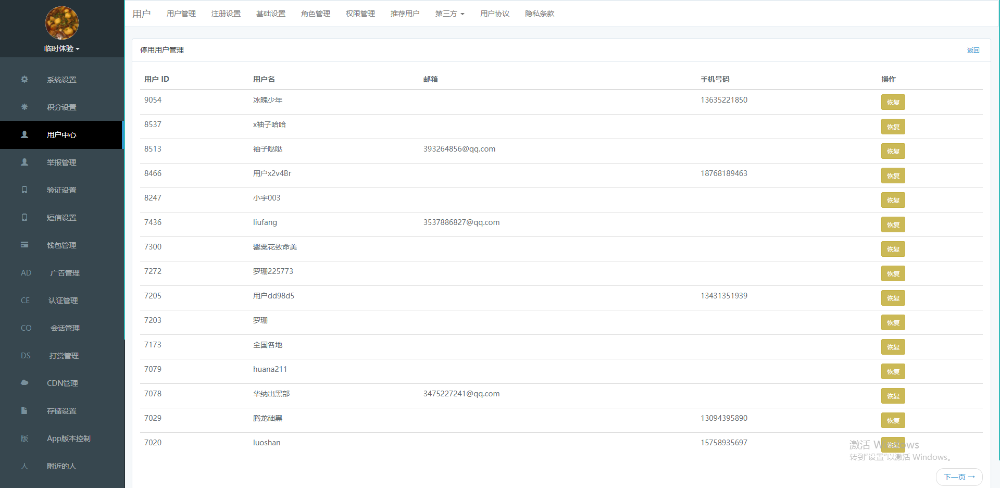 临时体验
系统设置
积分设置
用户中心
举报管理
验证设置
短信设置
钱包管理
AD 广告管理
CE 认证管理
CO 会话管理
DS 打赏管理
CDN管理
存储设置
版 App版本控制
人 附近的人
用户 用户管理 注册设置 基础设置 角色管理 权限管理 推荐用户 第三方 用户协议 隐私条款
停用用户管理 返回
用户 ID 用户名 邮箱 手机号码 操作
9054 冰魄少年 13635221850 恢复
8537 x袖子哈哈 恢复
8513 袖子哒哒 393264856@qq.com 恢复
8466 用户x2v4Br 18768189463 恢复
8247 小宇003 恢复
7436 liufang 3537886827@qq.com 恢复
7300 罂粟花致命美 恢复
7272 罗珊225773 恢复
7205 用户dd98d5 13431351939 恢复
7203 罗珊 恢复
7173 全国各地 恢复
7079 huana211 恢复
7078 华纳出黑部 3475227241@qq.com 恢复
7029 腾龙础黑 13094395890 恢复
7020 luoshan 15758935697 恢复
激活 Windows
转到“设置”以激活 Windows。
下一页 →